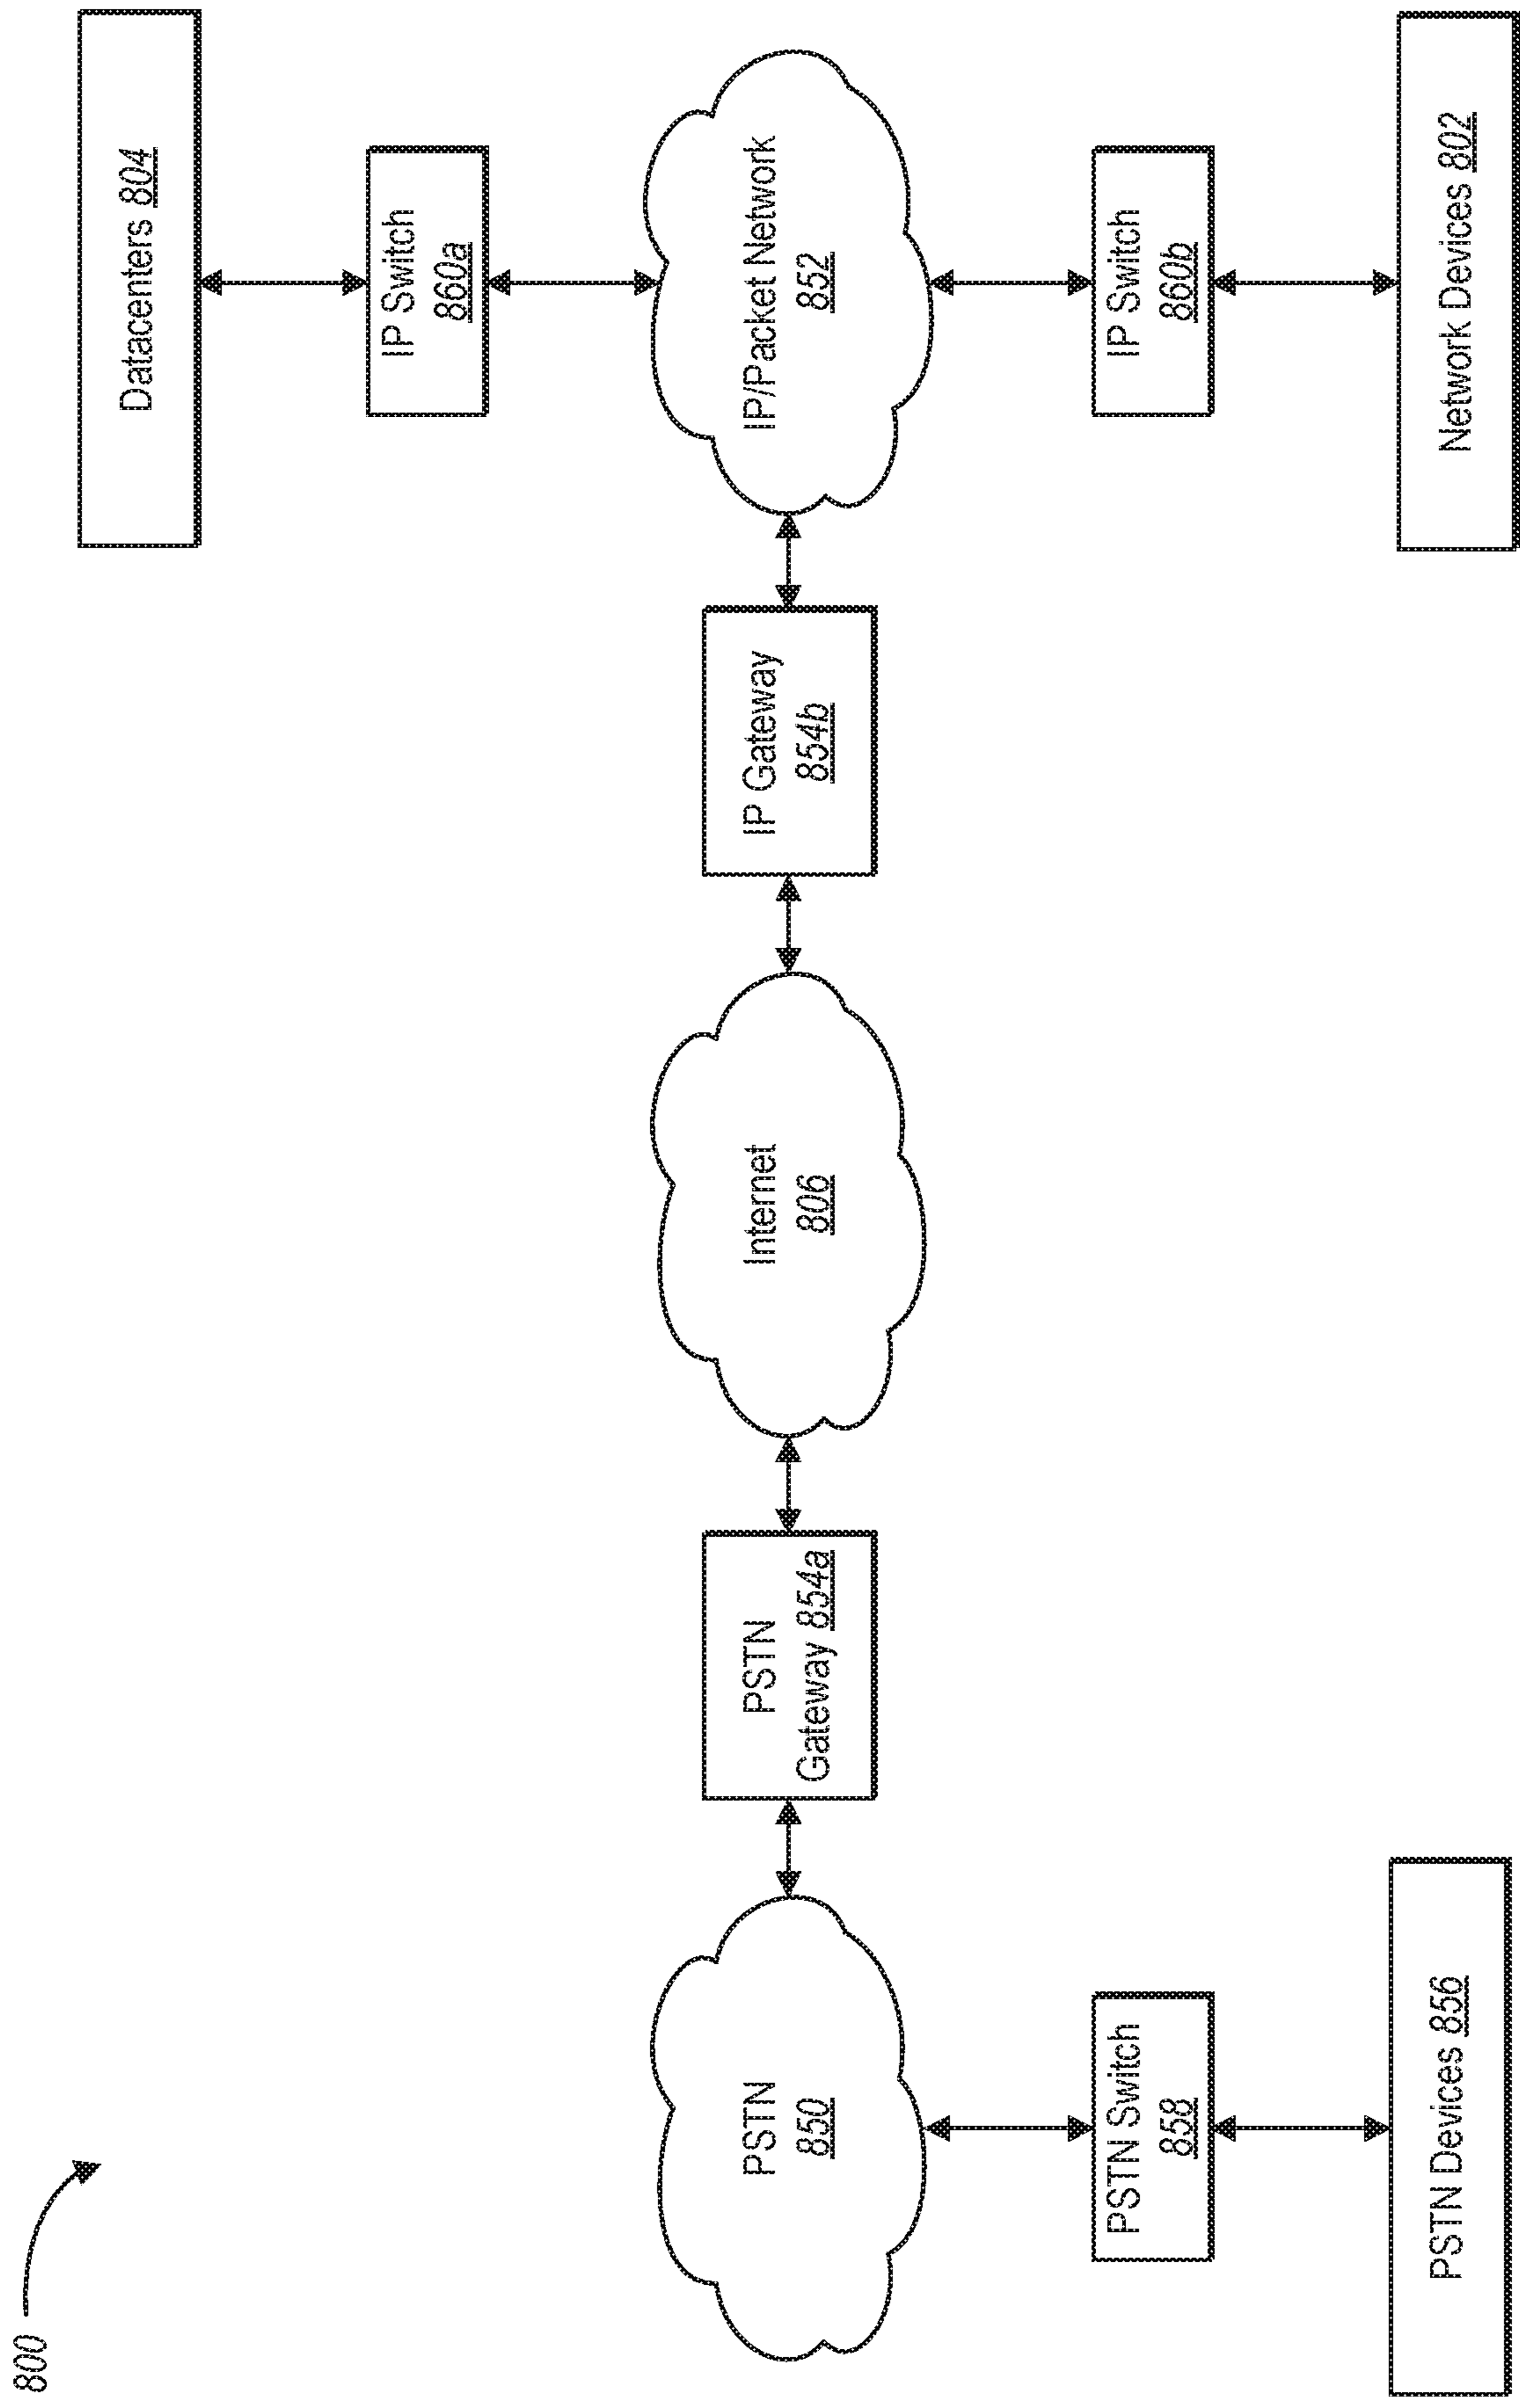 800
Datacenters 804
IP Switch
860a
PSTN
850
PSTN
Gateway 854a
Internet
806
IP Gateway
854b
IP/Packet Network
852
PSTN Switch
858
IP Switch
860b
PSTN Devices 856
Network Devices 802